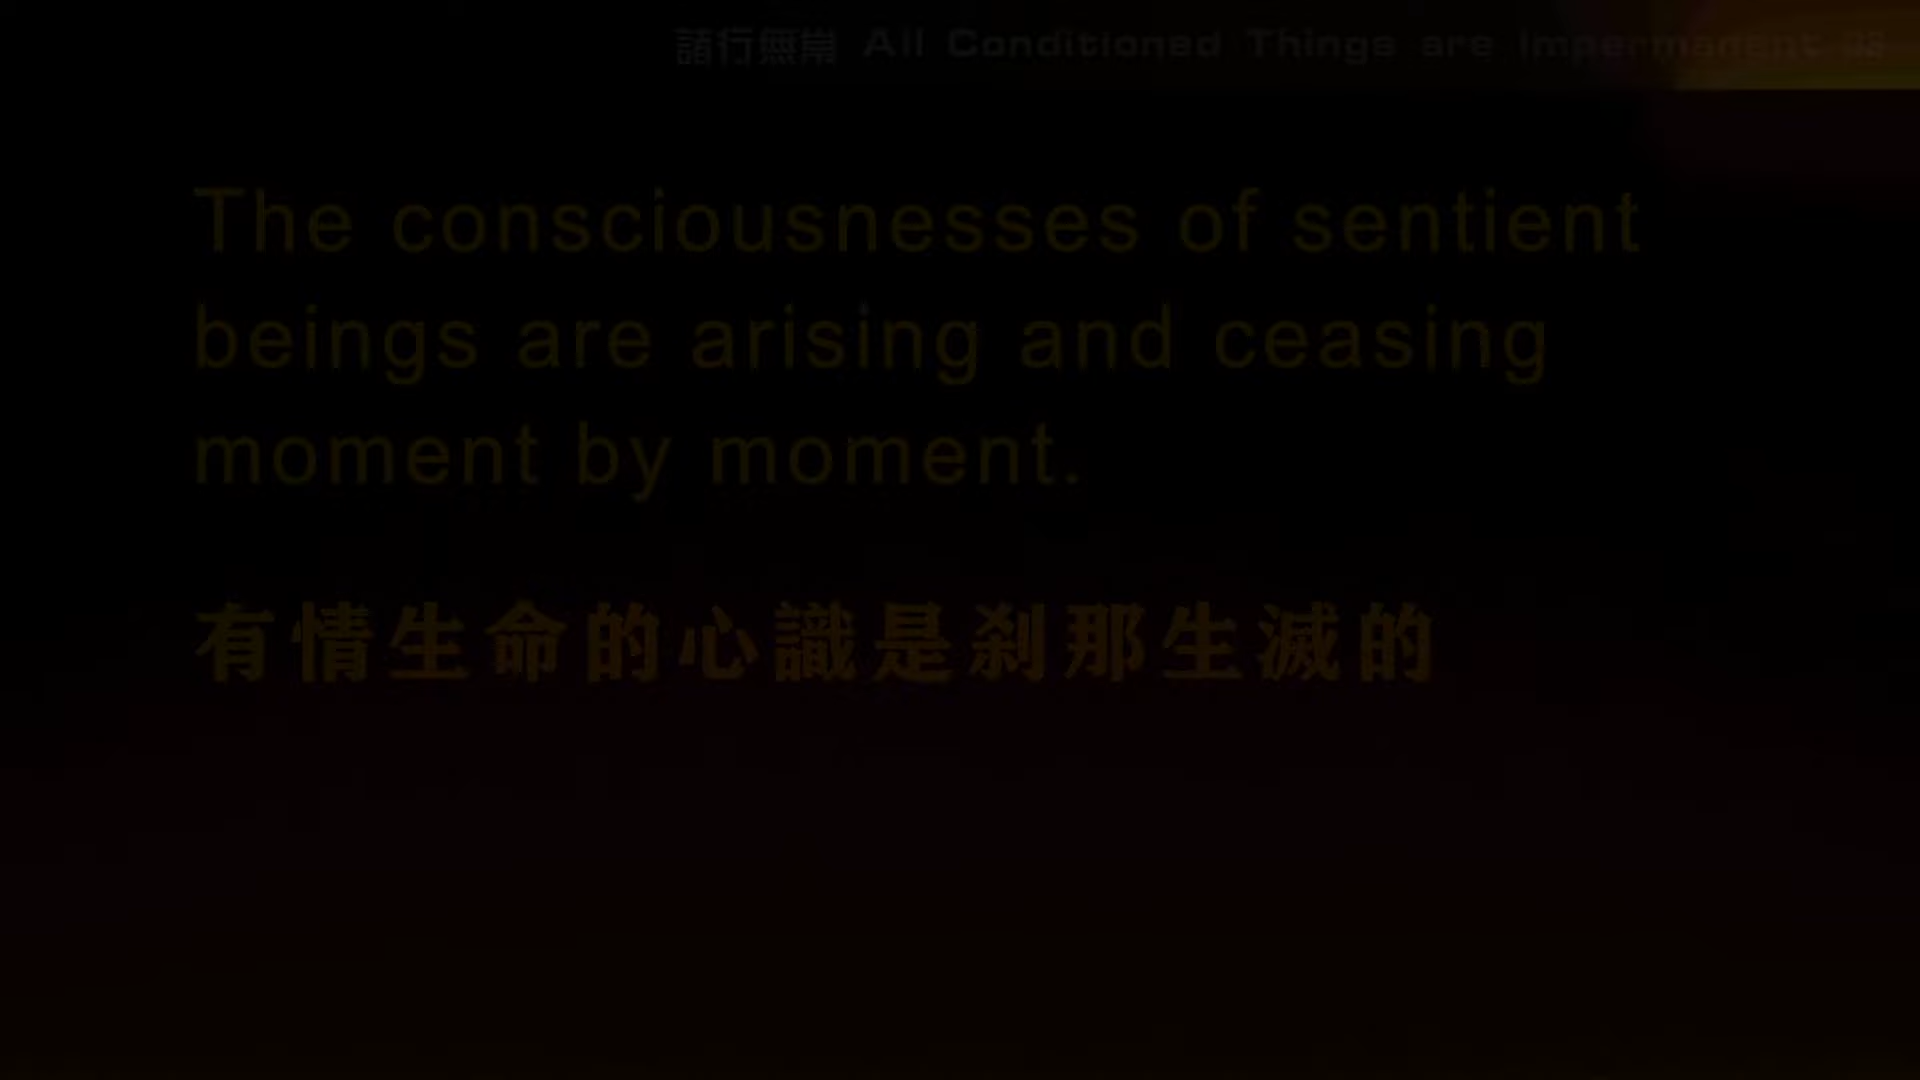 諸行無常 All Conditioned Things are Impermanent
The consciousnesses of sentient
beings are arising and ceasing
moment by moment.
有情生命的心識是剎那生滅的